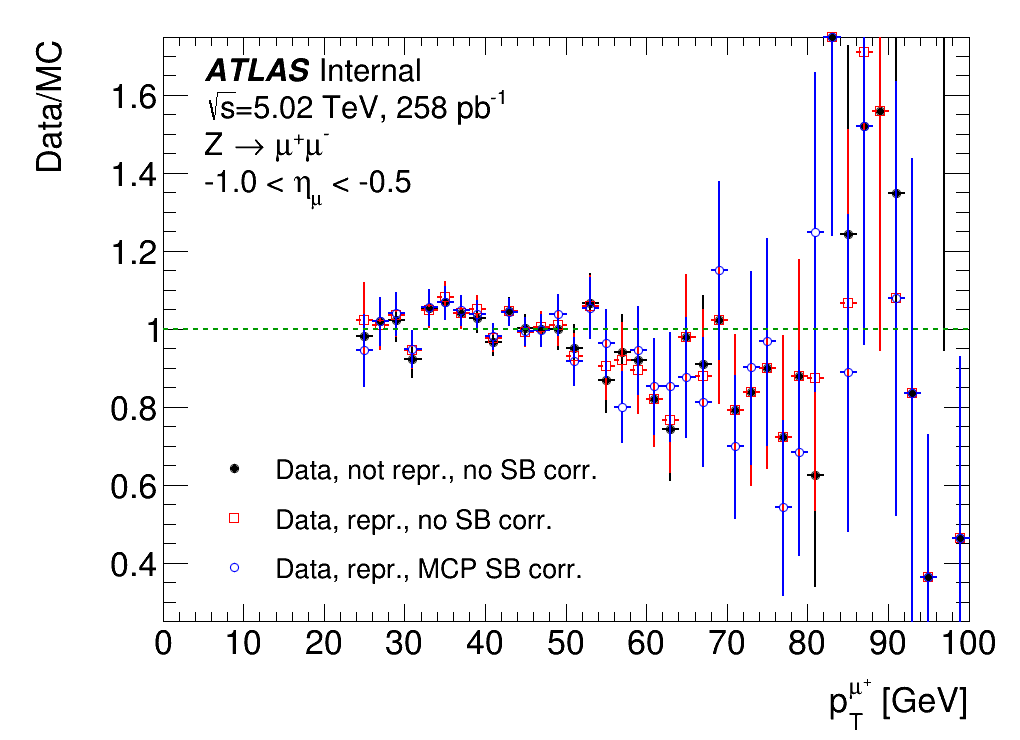 Data/MC
ATLAS Internal
√s=5.02 TeV, 258 pb⁻¹
Z → μ⁺μ⁻
-1.0 < η_μ < -0.5
1.6
1.4
1.2
1
0.8
0.6
0.4
Data, not repr., no SB corr.
Data, repr., no SB corr.
Data, repr., MCP SB corr.
0 10 20 30 40 50 60 70 80 90 100
p_T^μ⁺ [GeV]